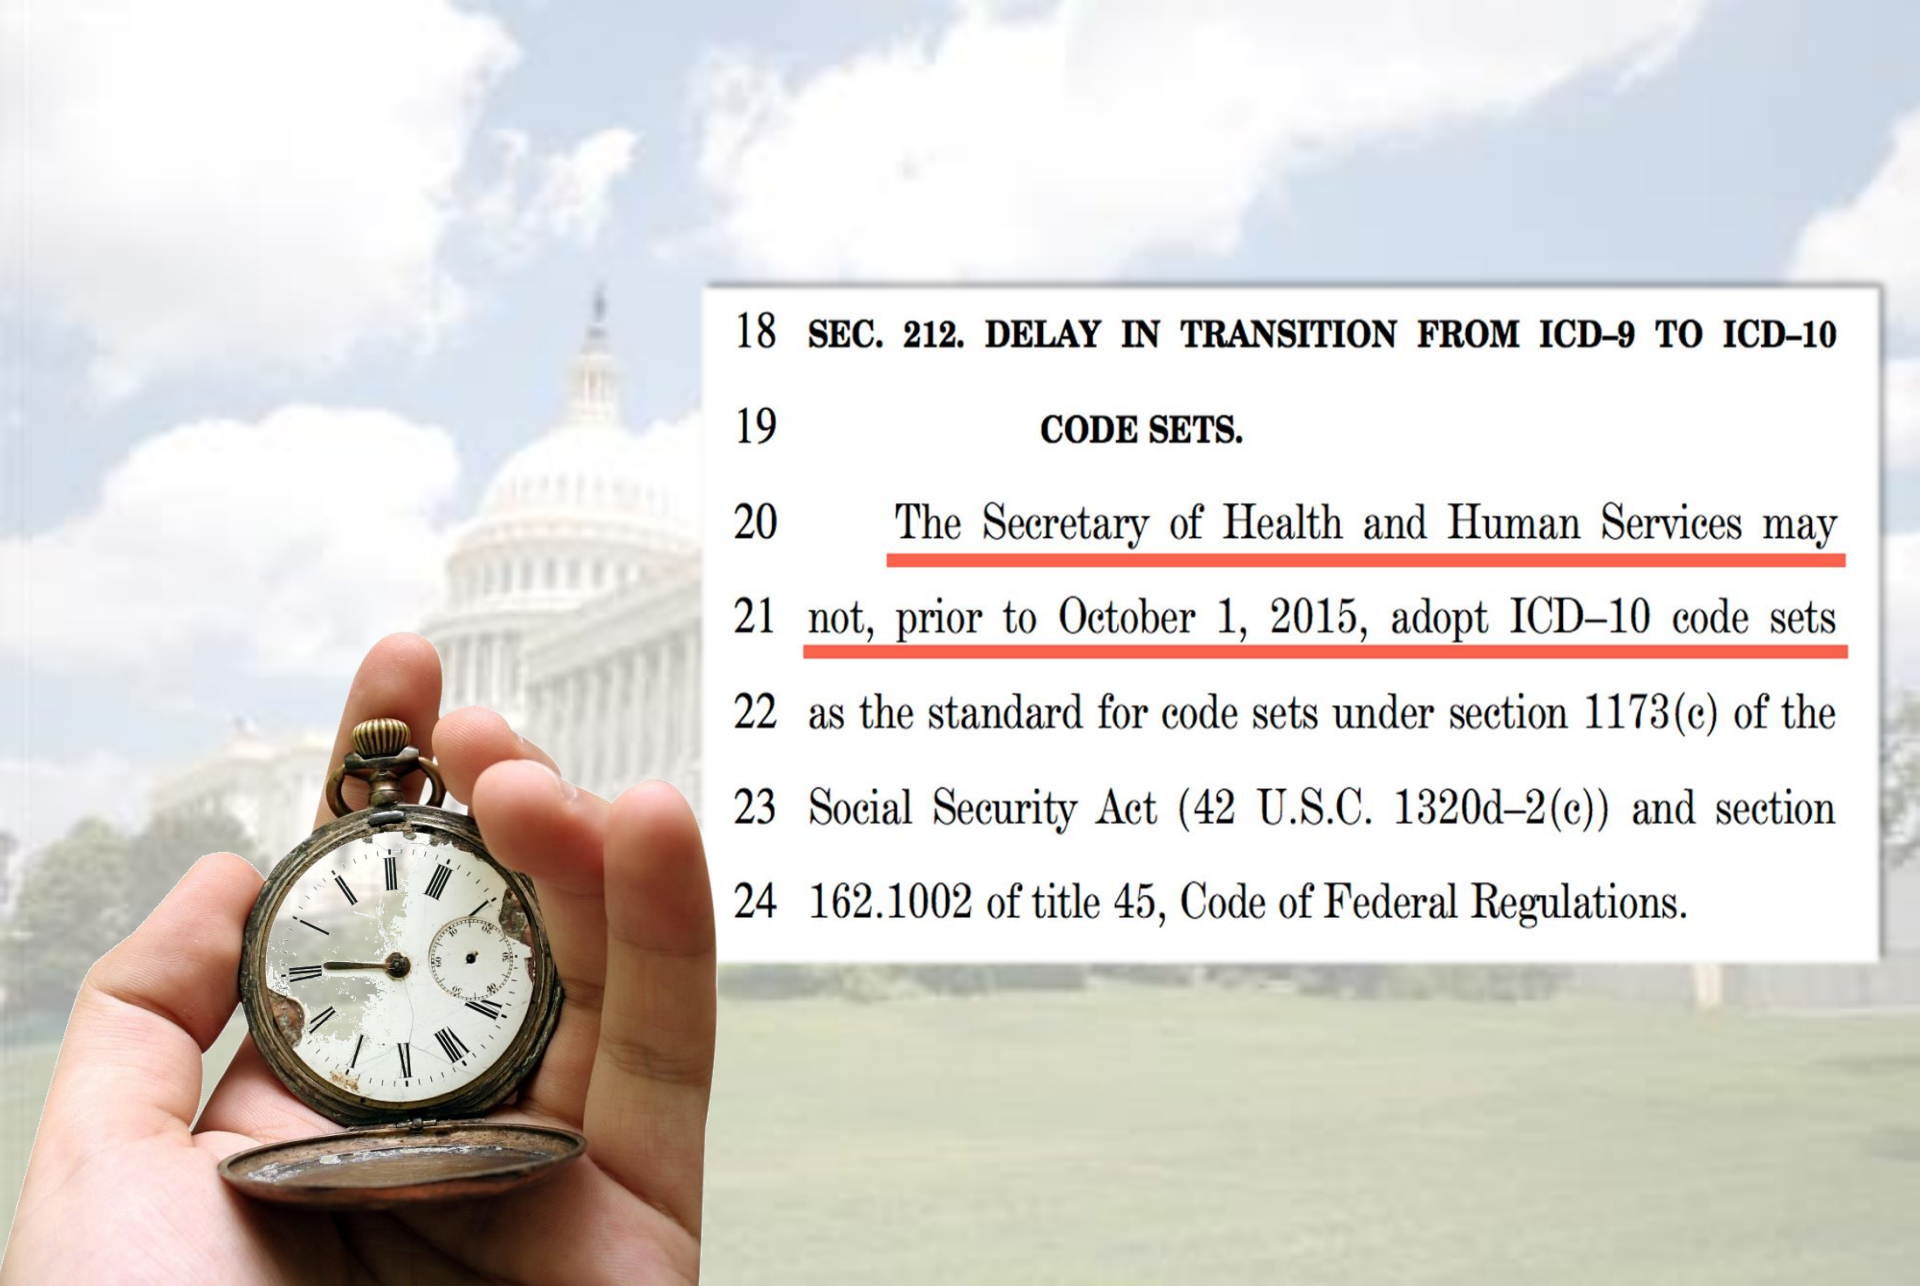 18 SEC. 212. DELAY IN TRANSITION FROM ICD–9 TO ICD–10
19 CODE SETS.
20 The Secretary of Health and Human Services may
21 not, prior to October 1, 2015, adopt ICD–10 code sets
22 as the standard for code sets under section 1173(c) of the
23 Social Security Act (42 U.S.C. 1320d–2(c)) and section
24 162.1002 of title 45, Code of Federal Regulations.